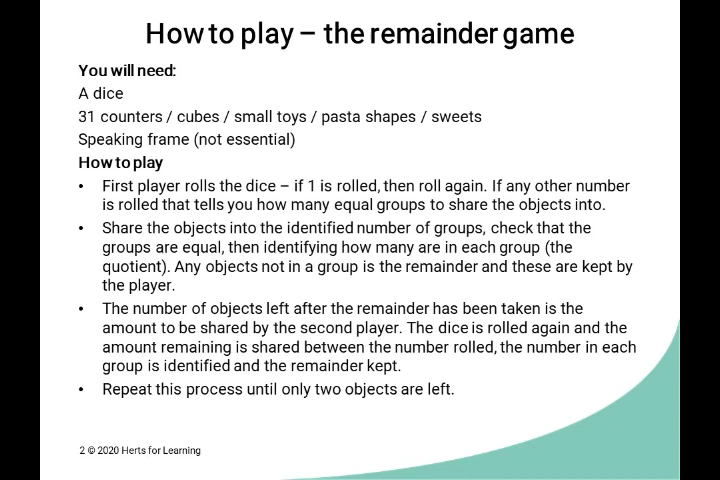 How to play – the remainder game
You will need:
A dice
31 counters / cubes / small toys / pasta shapes / sweets
Speaking frame (not essential)
How to play
• First player rolls the dice – if 1 is rolled, then roll again. If any other number
is rolled that tells you how many equal groups to share the objects into.
• Share the objects into the identified number of groups, check that the
groups are equal, then identifying how many are in each group (the
quotient). Any objects not in a group is the remainder and these are kept by
the player.
• The number of objects left after the remainder has been taken is the
amount to be shared by the second player. The dice is rolled again and the
amount remaining is shared between the number rolled, the number in each
group is identified and the remainder kept.
• Repeat this process until only two objects are left.
2 © 2020 Herts for Learning